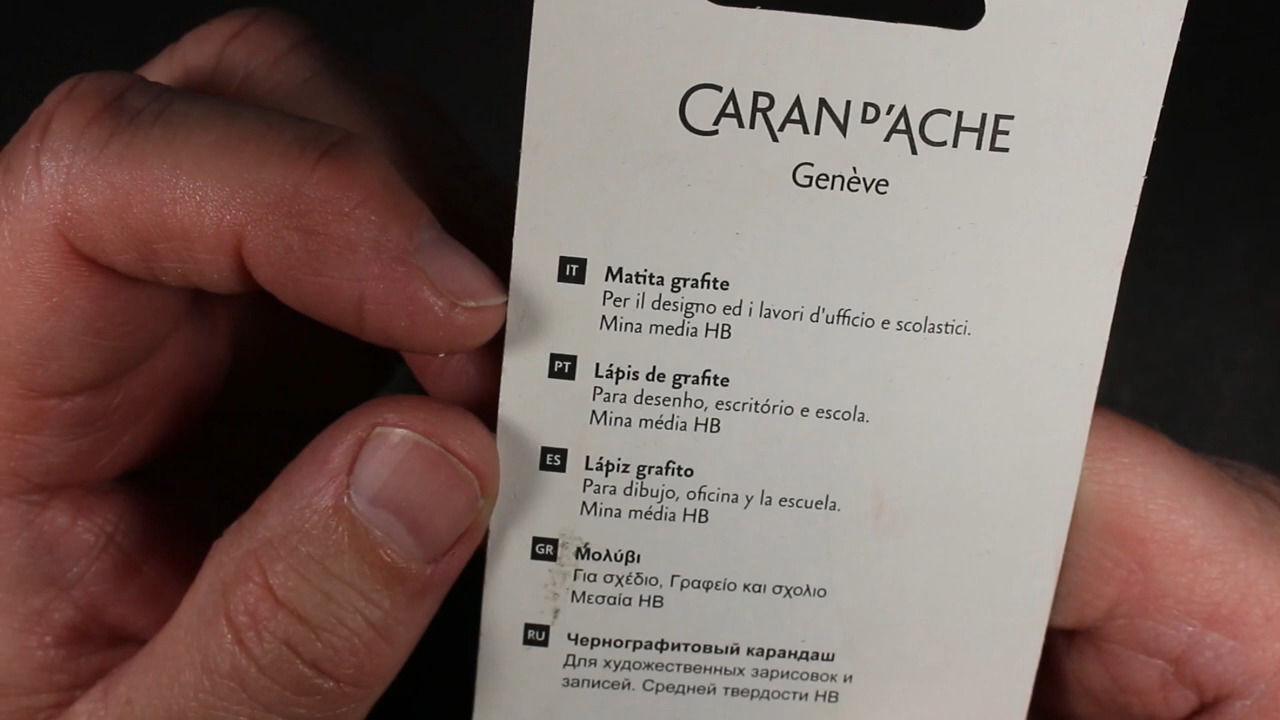 CARAN D'ACHE
Genève
IT Matita grafite
Per il designo ed i lavori d'ufficio e scolastici.
Mina media HB
PT Lápis de grafite
Para desenho, escritório e escola.
Mina média HB
ES Lápiz grafito
Para dibujo, oficina y la escuela.
Mina média HB
GR Μολύβι
Για σχέδιο, Γραφείο και σχολιο
Μεσαία HB
RU Чернографитовый карандаш
Для художественных зарисовок и
записей. Средней твердости HB